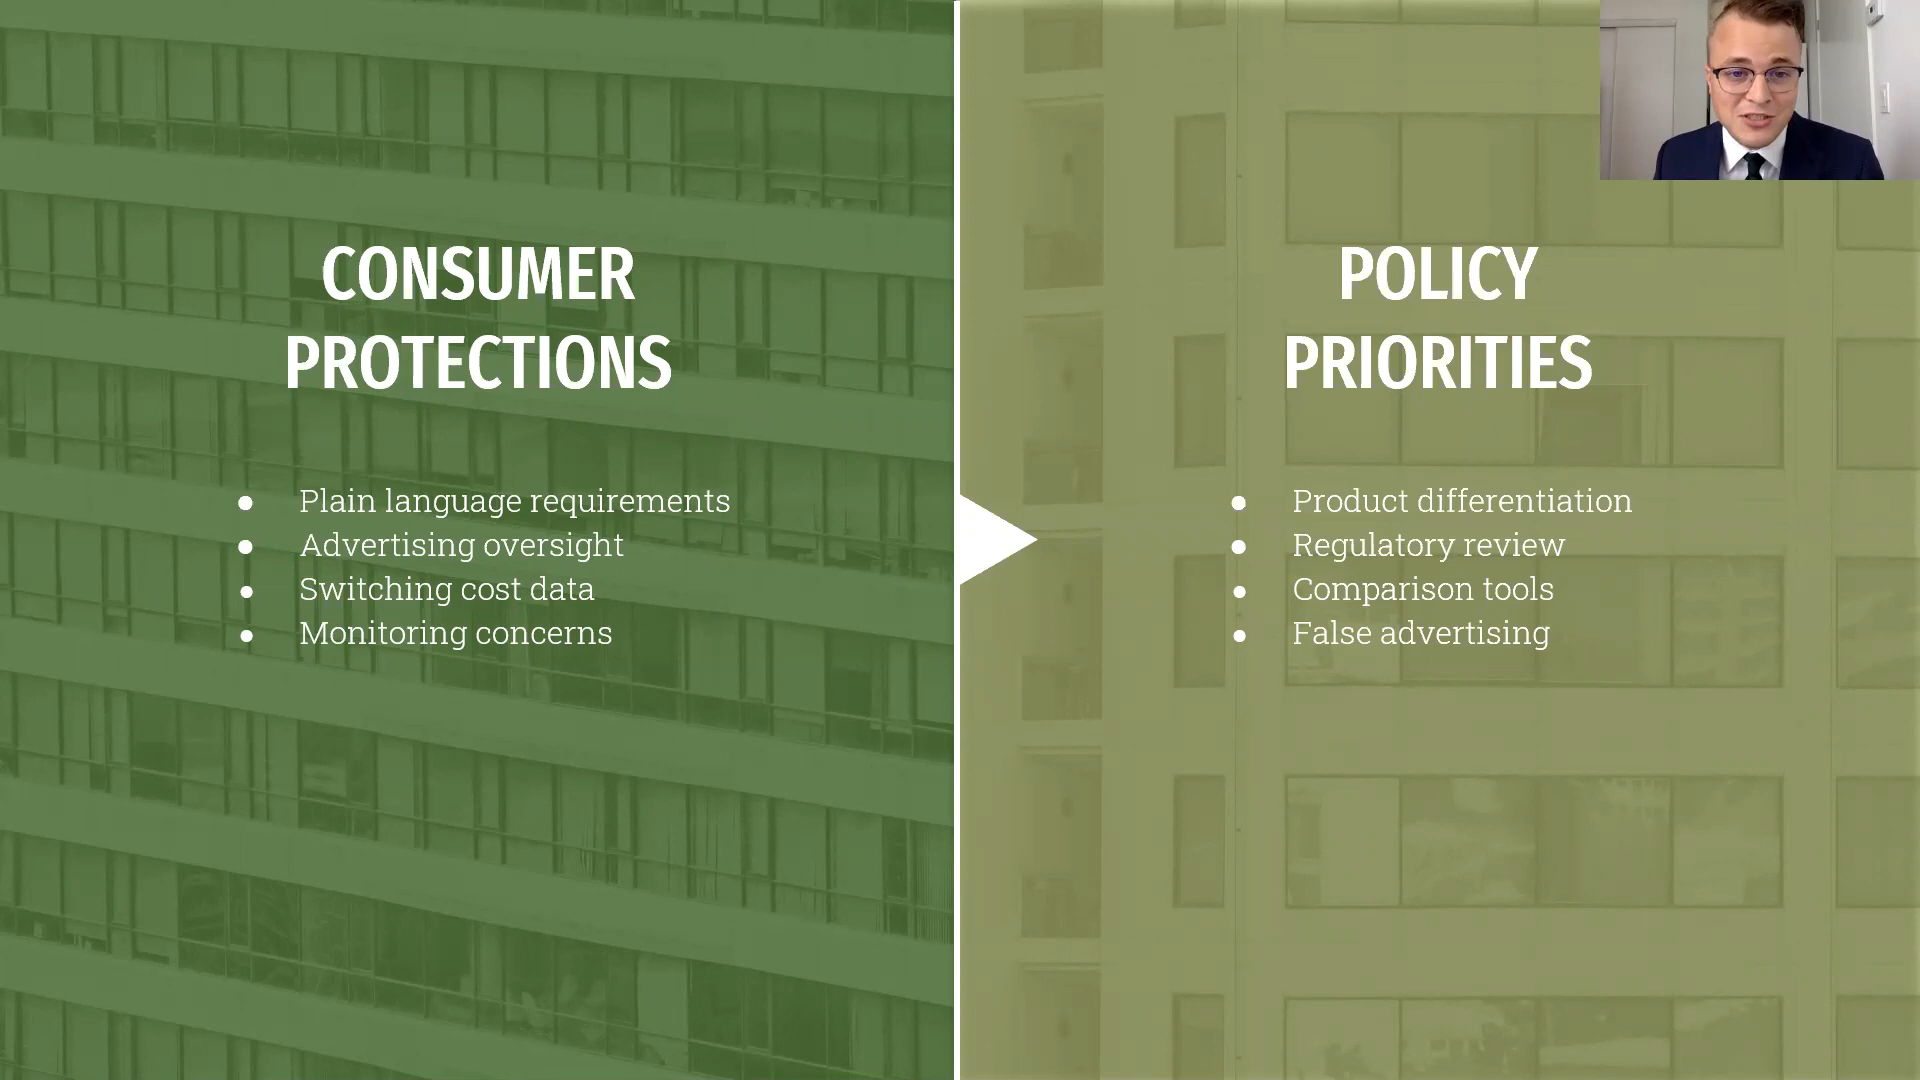 CONSUMER
PROTECTIONS
● Plain language requirements
● Advertising oversight
● Switching cost data
● Monitoring concerns
POLICY
PRIORITIES
● Product differentiation
● Regulatory review
● Comparison tools
● False advertising